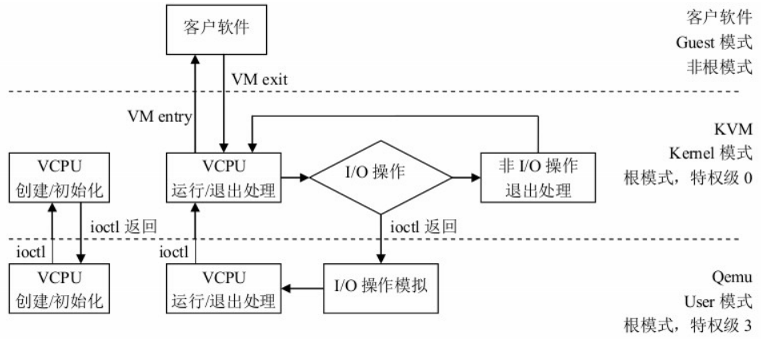 客户软件
客户软件
Guest 模式
非根模式
VM exit
VM entry
KVM
Kernel 模式
根模式，特权级 0
VCPU
创建/初始化
VCPU
运行/退出处理
I/O 操作
非 I/O 操作
退出处理
ioctl 返回
ioctl
ioctl
ioctl 返回
VCPU
创建/初始化
VCPU
运行/退出处理
I/O 操作模拟
Qemu
User 模式
根模式，特权级 3